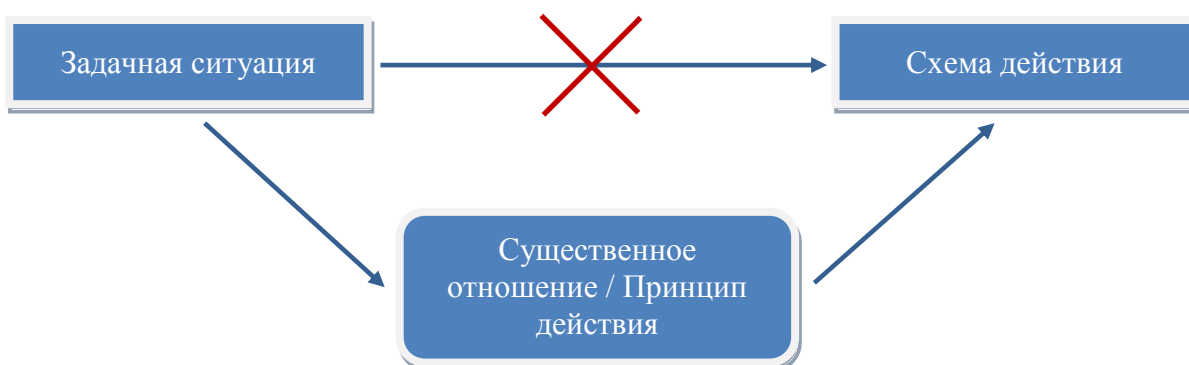 Задачная ситуация
Схема действия
Существенное
отношение / Принцип
действия